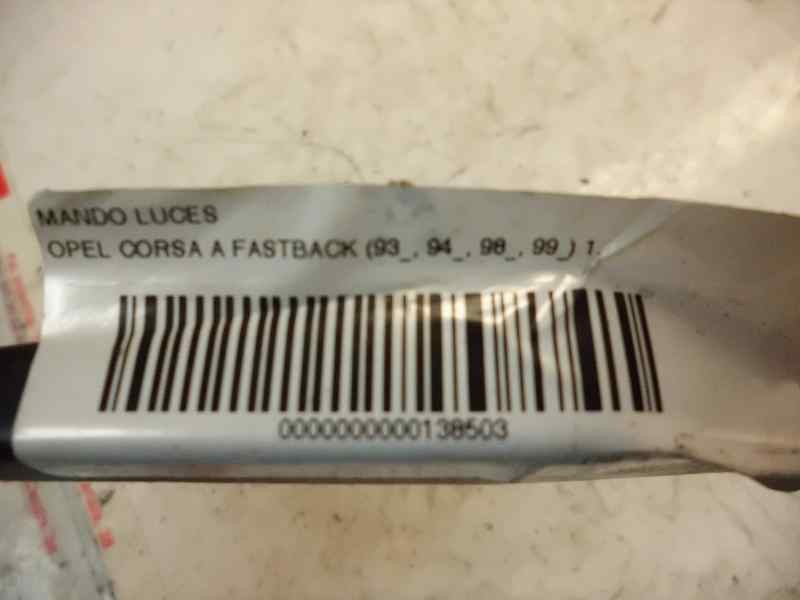 MANDO LUCES
OPEL CORSA A FASTBACK (93_, 94_, 98_, 99_) 1.
0000000000138503